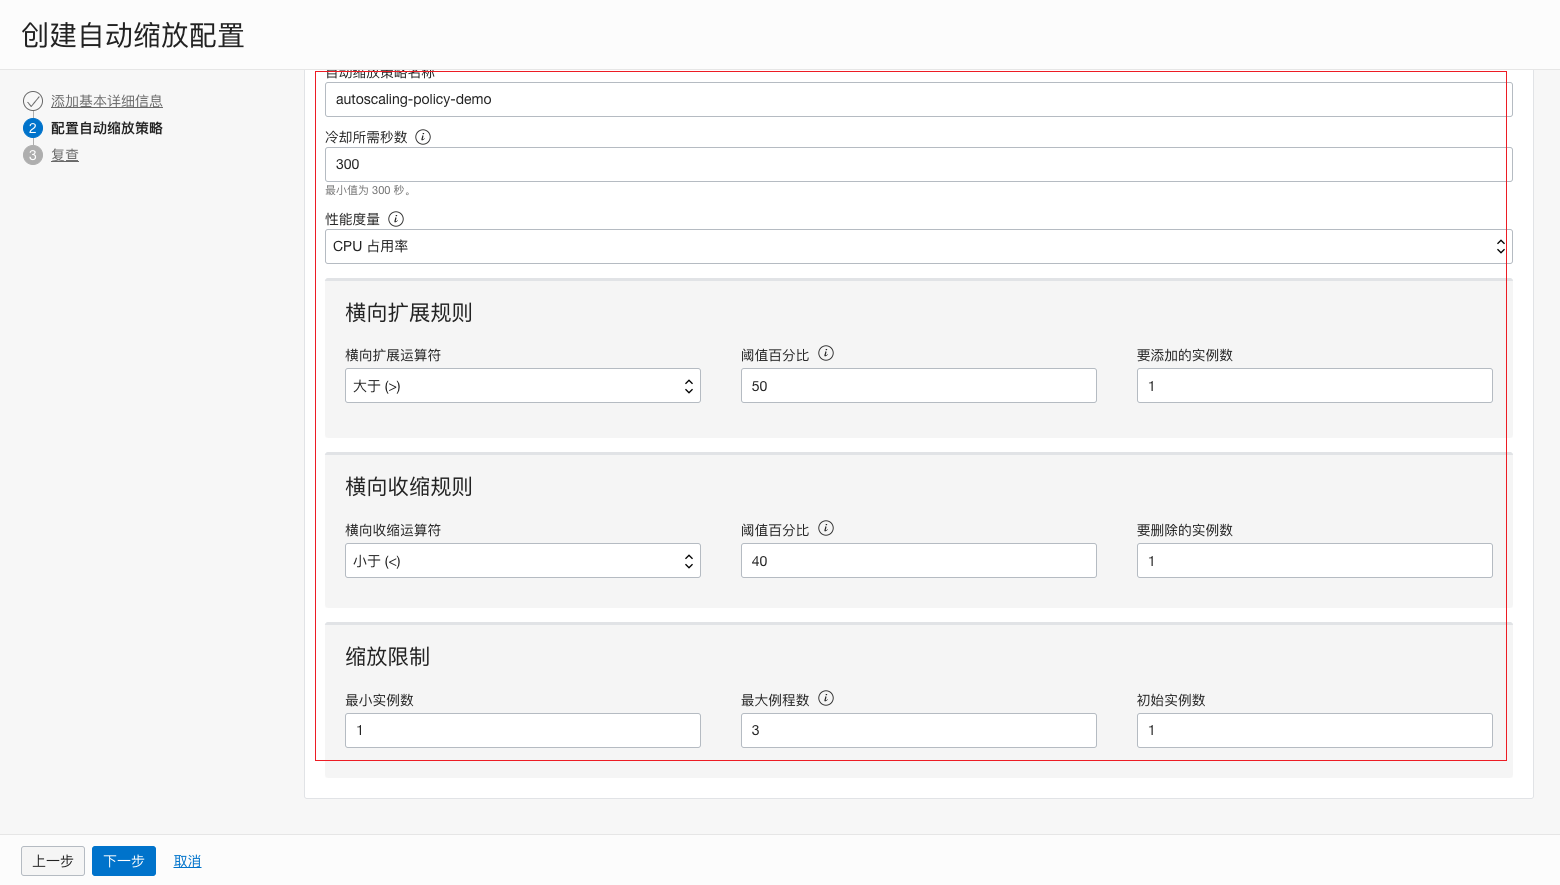 创建自动缩放配置
添加基本详细信息
2 配置自动缩放策略
3 复查
自动缩放策略名称
autoscaling-policy-demo
冷却所需秒数
300
最小值为 300 秒。
性能度量
CPU 占用率
横向扩展规则
横向扩展运算符 阈值百分比 要添加的实例数
大于 (>) 50 1
横向收缩规则
横向收缩运算符 阈值百分比 要删除的实例数
小于 (<) 40 1
缩放限制
最小实例数 最大例程数 初始实例数
1 3 1
上一步 下一步 取消